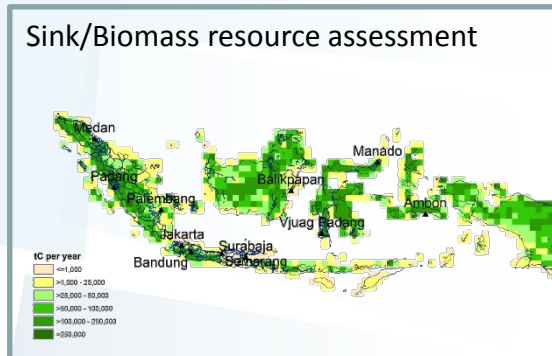 Sink/Biomass resource assessment
Medan
Manado
Padang
Balikpapan
Palembang
Ambon
Vjuag Padang
Jakarta
Surabaja
Bandung
Semarang
tC per year
<=1,000
>1,000 - 25,000
>25,000 - 50,000
>50,000 - 100,000
>100,000 - 250,000
>250,000